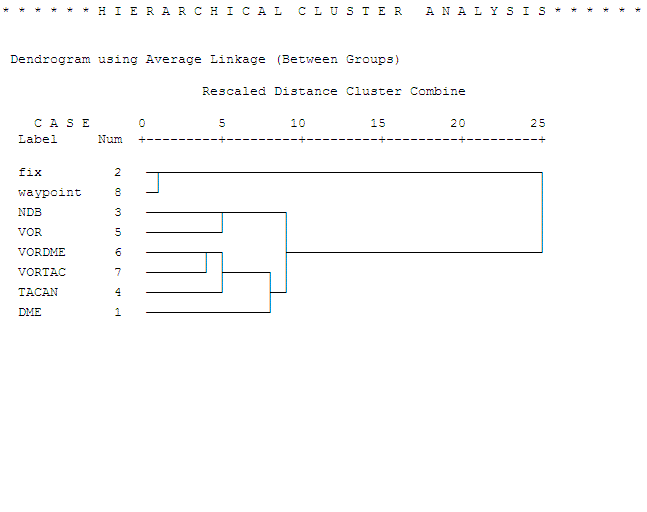 * * * * * * H I E R A R C H I C A L  C L U S T E R   A N A L Y S I S * * * * * *
Dendrogram using Average Linkage (Between Groups)
Rescaled Distance Cluster Combine
C A S E 0 5 10 15 20 25
Label Num +---------+---------+---------+---------+---------+
fix 2
waypoint 8
NDB 3
VOR 5
VORDME 6
VORTAC 7
TACAN 4
DME 1